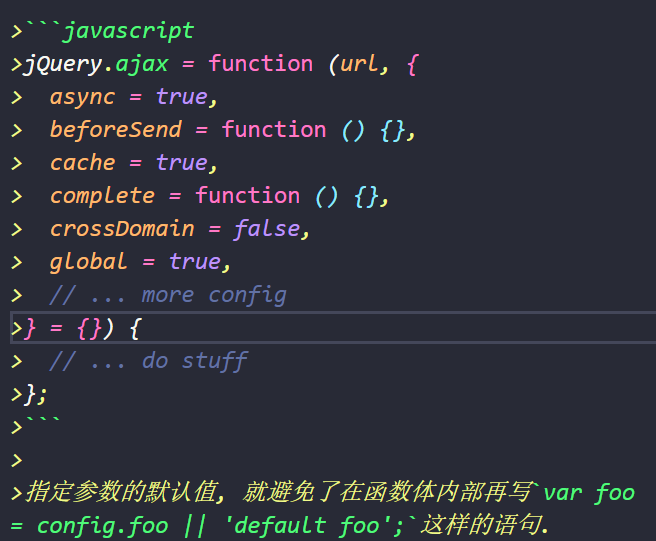 >```javascript
>jQuery.ajax = function (url, {
>  async = true,
>  beforeSend = function () {},
>  cache = true,
>  complete = function () {},
>  crossDomain = false,
>  global = true,
>  // ... more config
>} = {}) {
>  // ... do stuff
>};
>```
>
>指定参数的默认值, 就避免了在函数体内部再写`var foo
= config.foo || 'default foo';`这样的语句.